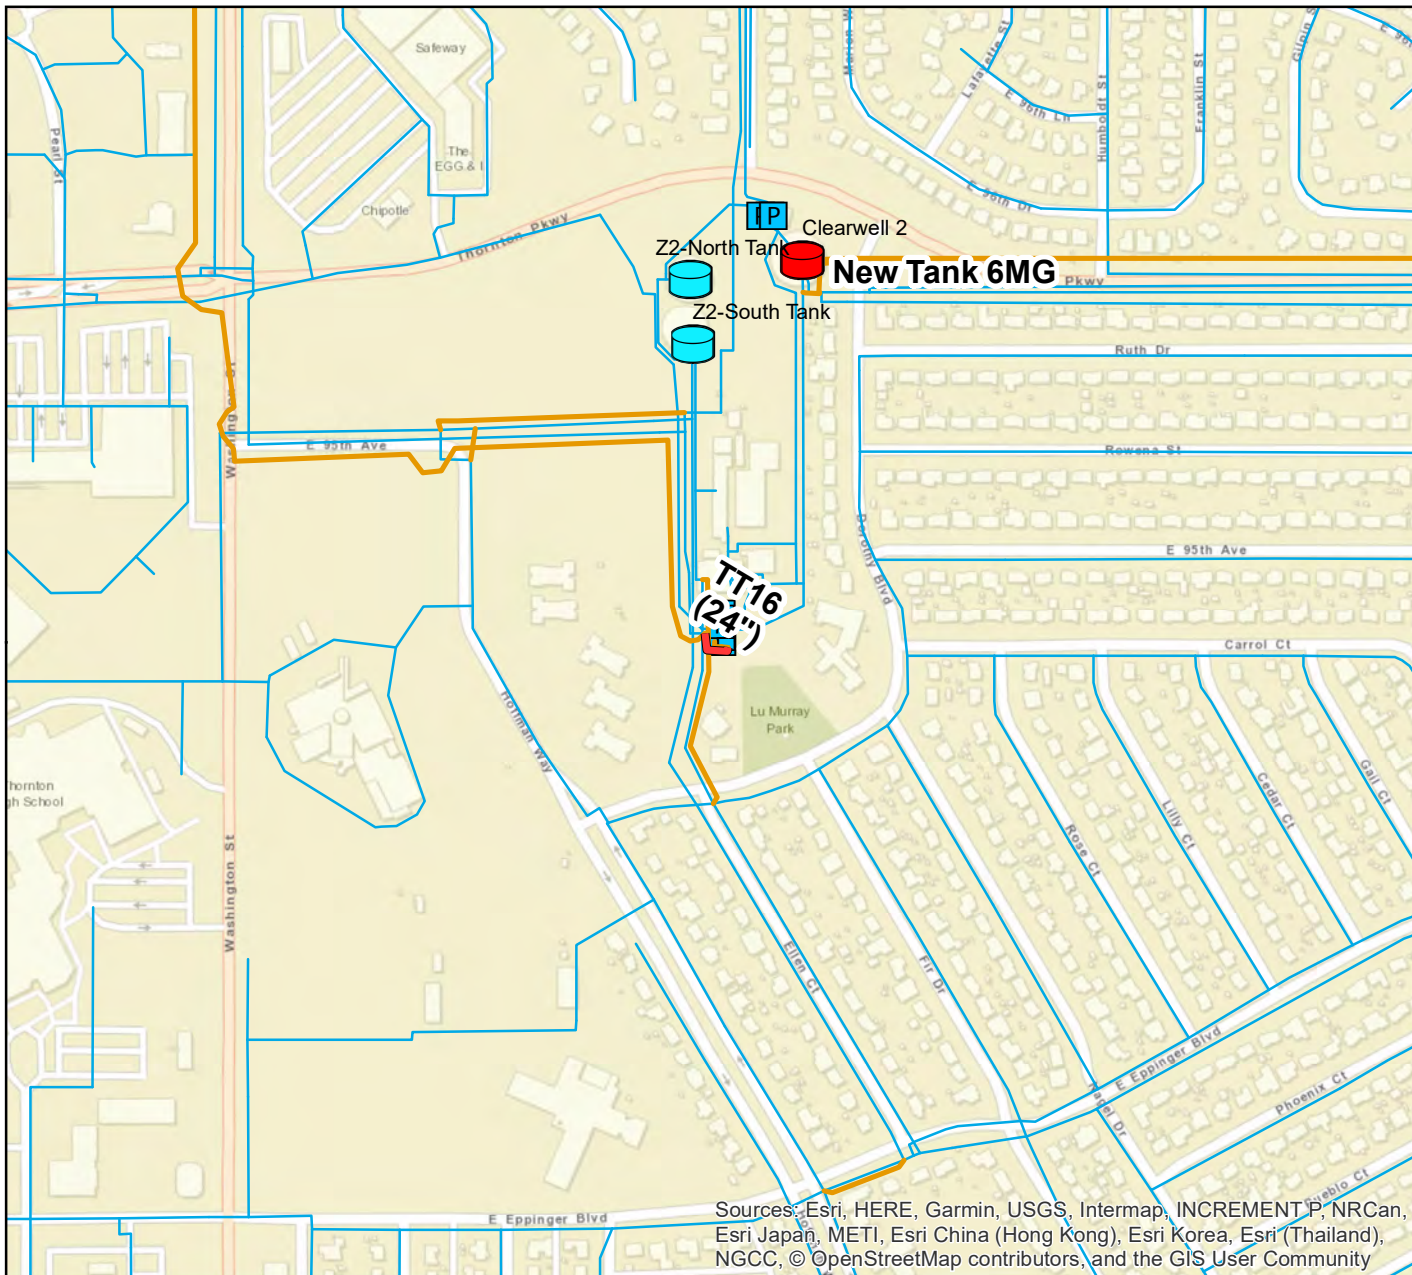 Safeway
The
EGG & I
Chipotle
Pearl St
Thornton Pkwy
Marion
Lafayette St
E 96th Ln
Humboldt St
Franklin St
Gilpin S
E 96th Dr
P
Clearwell 2
Z2-North Tank
New Tank 6MG
Pkwy
Z2-South Tank
Ruth Dr
Washington St
E 95th Ave
Rowena St
Dorothy Blvd
E 95th Ave
TT16
(24")
Carrol Ct
Lu Murray
Park
Hoffman Way
Gail Ct
Cedar Ct
Lilly Ct
Rose Ct
hornton
gh School
Washington St
Ellen Ct
Fir Dr
E Eppinger Blvd
Nagel Dr
Phoenix Ct
Pueblo Ct
E Eppinger Blvd
Sources: Esri, HERE, Garmin, USGS, Intermap, INCREMENT P, NRCan,
Esri Japan, METI, Esri China (Hong Kong), Esri Korea, Esri (Thailand),
NGCC, © OpenStreetMap contributors, and the GIS User Community